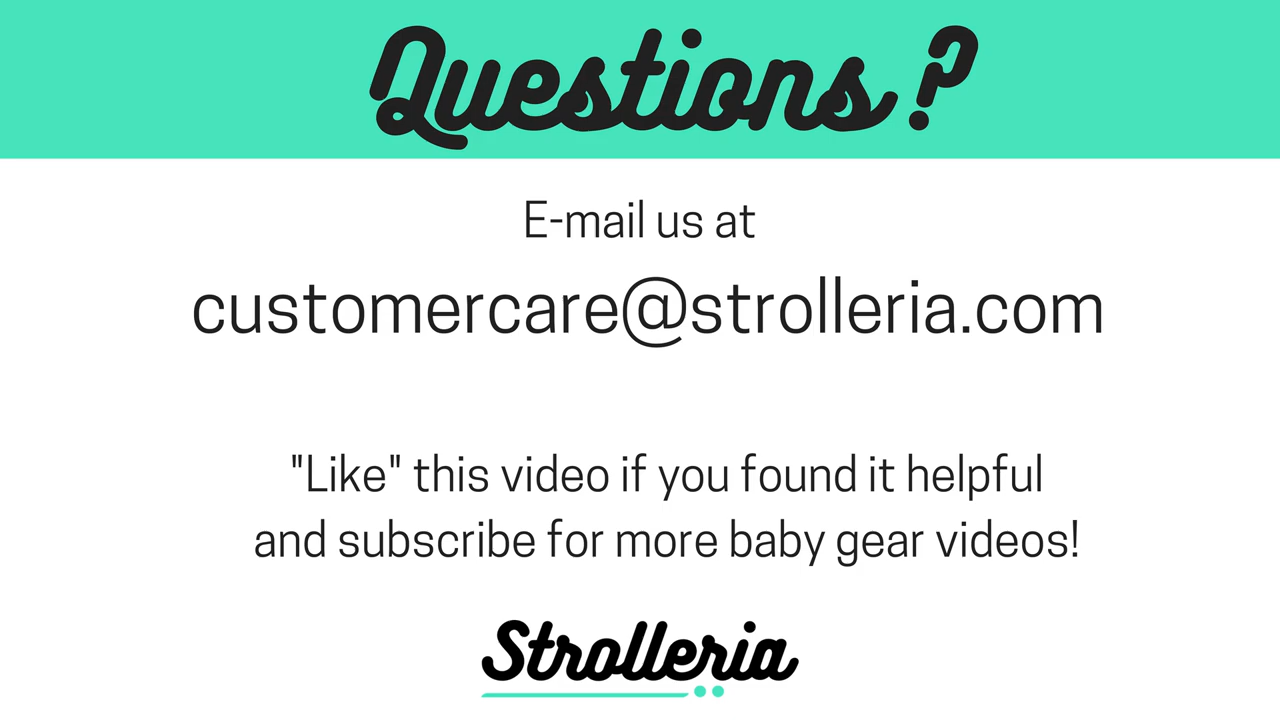 Questions?
E-mail us at
customercare@strolleria.com
"Like" this video if you found it helpful
and subscribe for more baby gear videos!
Strolleria